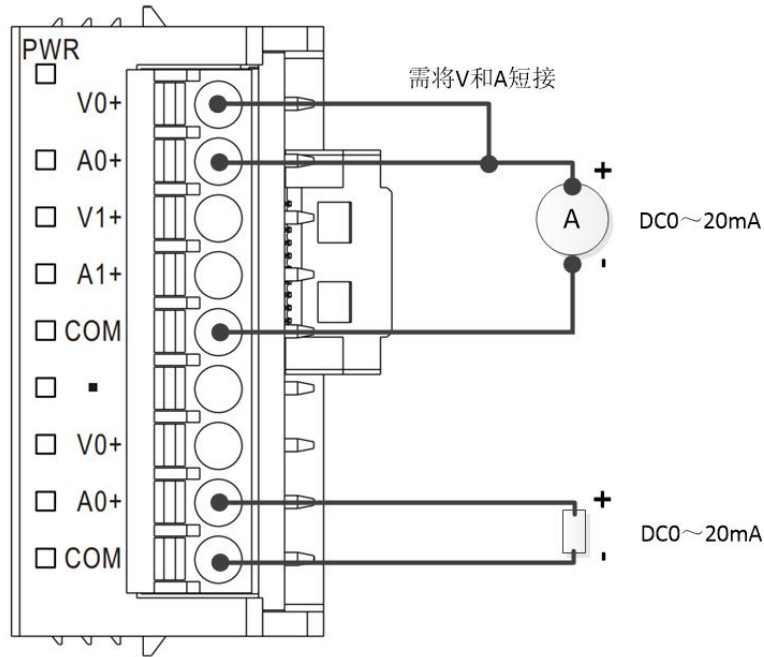 PWR
V0+
需将V和A短接
A0+
+
V1+
A
DC0～20mA
A1+
-
COM
V0+
A0+
+
DC0～20mA
COM
-